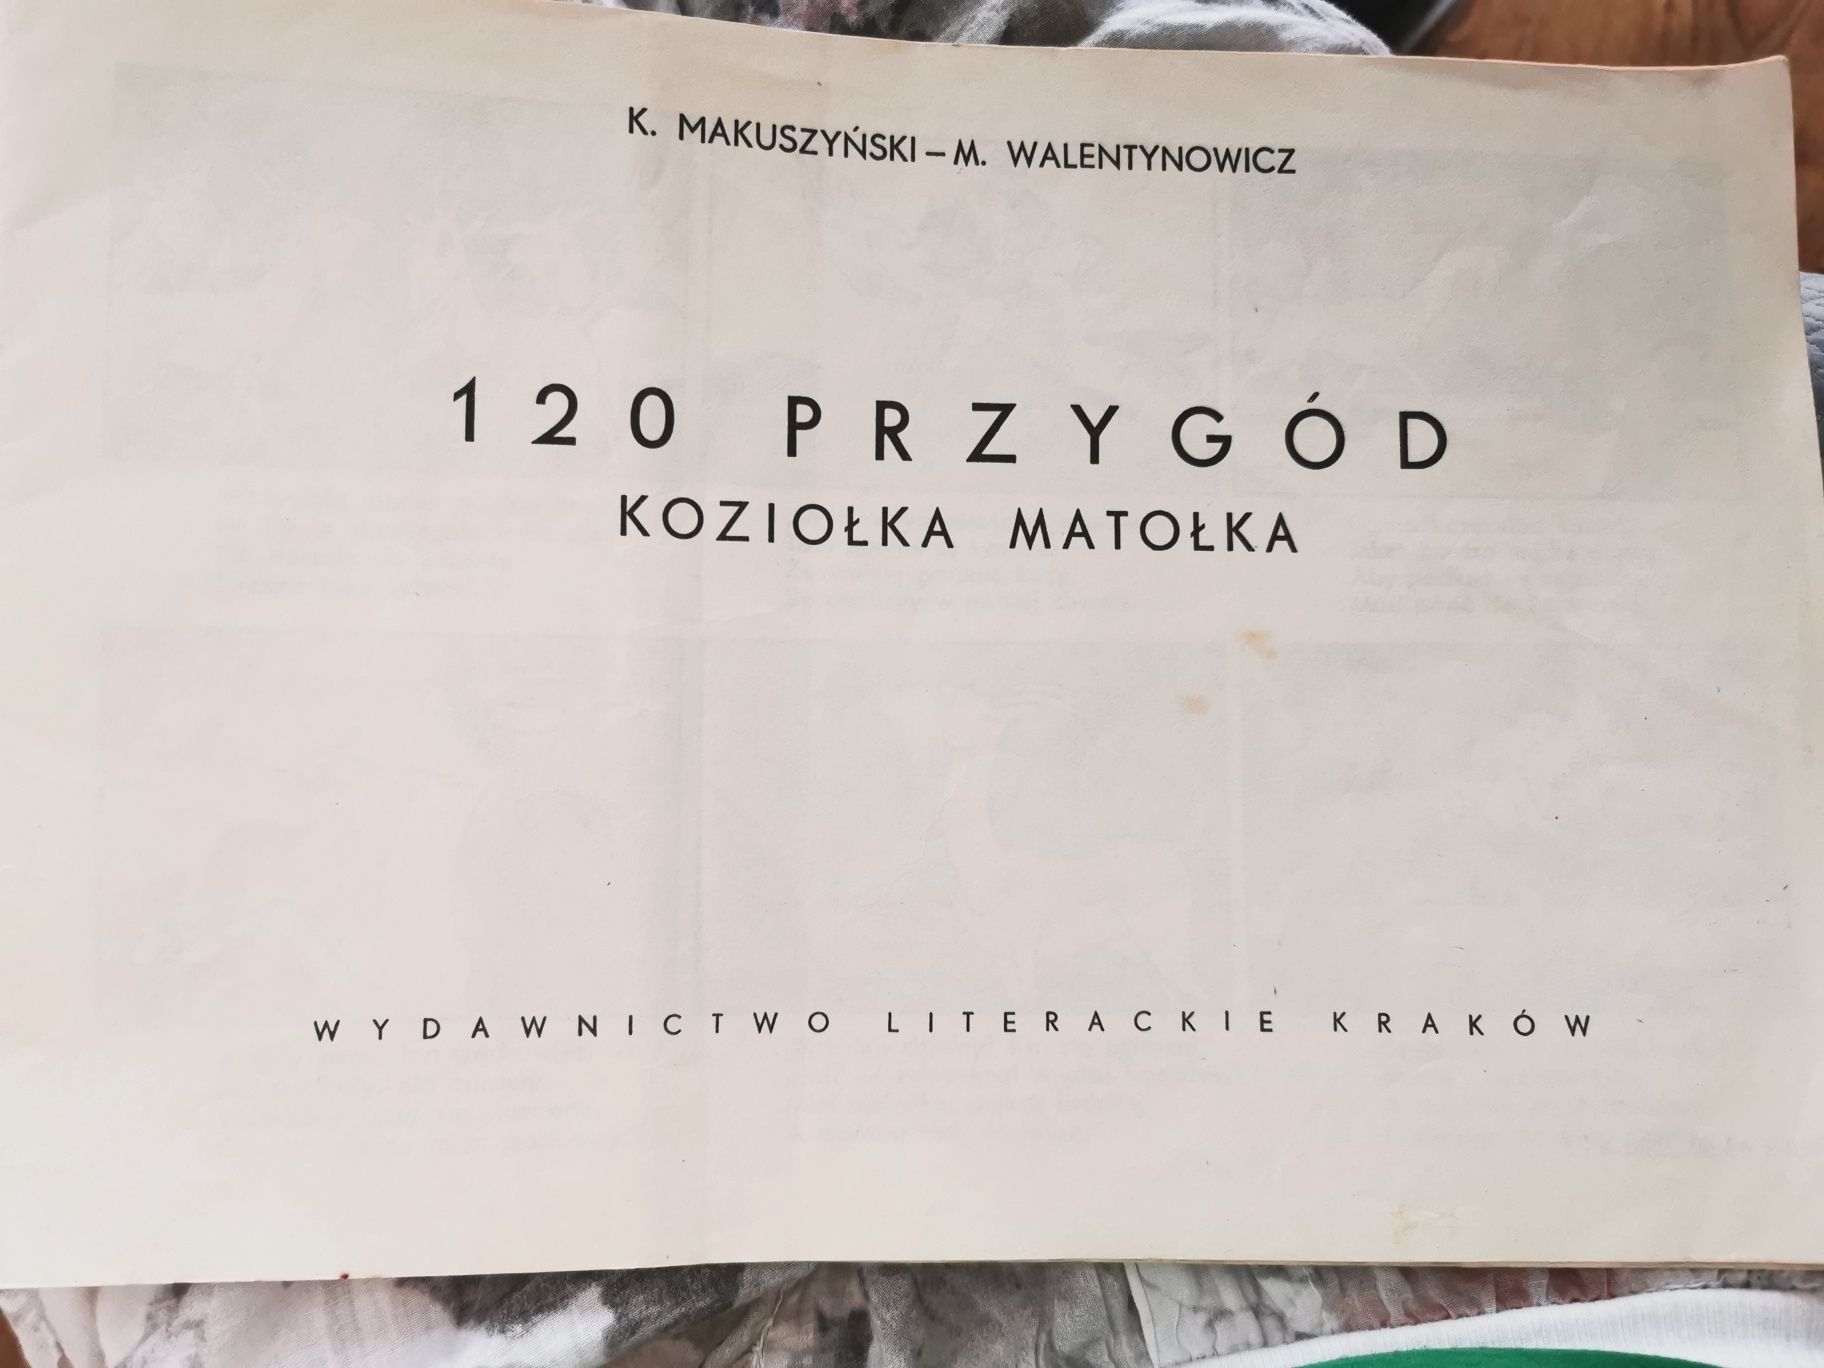 K. MAKUSZYŃSKI – M. WALENTYNOWICZ
120 PRZYGÓD
KOZIOŁKA MATOŁKA
WYDAWNICTWO LITERACKIE KRAKÓW